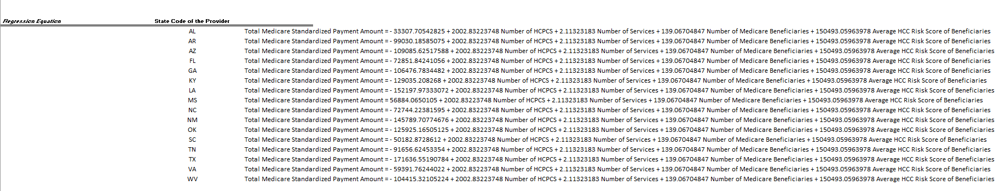 Regression Equation State Code of the Provider
AL Total Medicare Standardized Payment Amount = - 33307.70542825 + 2002.83223748 Number of HCPCS + 2.11323183 Number of Services + 139.06704847 Number of Medicare Beneficiaries + 150493.05963978 Average HCC Risk Score of Beneficiaries
AR Total Medicare Standardized Payment Amount = - 99030.18585075 + 2002.83223748 Number of HCPCS + 2.11323183 Number of Services + 139.06704847 Number of Medicare Beneficiaries + 150493.05963978 Average HCC Risk Score of Beneficiaries
AZ Total Medicare Standardized Payment Amount = - 109085.62517588 + 2002.83223748 Number of HCPCS + 2.11323183 Number of Services + 139.06704847 Number of Medicare Beneficiaries + 150493.05963978 Average HCC Risk Score of Beneficiaries
FL Total Medicare Standardized Payment Amount = - 72851.84241056 + 2002.83223748 Number of HCPCS + 2.11323183 Number of Services + 139.06704847 Number of Medicare Beneficiaries + 150493.05963978 Average HCC Risk Score of Beneficiaries
GA Total Medicare Standardized Payment Amount = - 106476.7834482 + 2002.83223748 Number of HCPCS + 2.11323183 Number of Services + 139.06704847 Number of Medicare Beneficiaries + 150493.05963978 Average HCC Risk Score of Beneficiaries
KY Total Medicare Standardized Payment Amount = - 129035.208268 + 2002.83223748 Number of HCPCS + 2.11323183 Number of Services + 139.06704847 Number of Medicare Beneficiaries + 150493.05963978 Average HCC Risk Score of Beneficiaries
LA Total Medicare Standardized Payment Amount = - 152197.97333072 + 2002.83223748 Number of HCPCS + 2.11323183 Number of Services + 139.06704847 Number of Medicare Beneficiaries + 150493.05963978 Average HCC Risk Score of Beneficiaries
MS Total Medicare Standardized Payment Amount = 56884.0650105 + 2002.83223748 Number of HCPCS + 2.11323183 Number of Services + 139.06704847 Number of Medicare Beneficiaries + 150493.05963978 Average HCC Risk Score of Beneficiaries
NC Total Medicare Standardized Payment Amount = - 72744.22381595 + 2002.83223748 Number of HCPCS + 2.11323183 Number of Services + 139.06704847 Number of Medicare Beneficiaries + 150493.05963978 Average HCC Risk Score of Beneficiaries
NM Total Medicare Standardized Payment Amount = - 145789.70774676 + 2002.83223748 Number of HCPCS + 2.11323183 Number of Services + 139.06704847 Number of Medicare Beneficiaries + 150493.05963978 Average HCC Risk Score of Beneficiaries
OK Total Medicare Standardized Payment Amount = - 125925.16505125 + 2002.83223748 Number of HCPCS + 2.11323183 Number of Services + 139.06704847 Number of Medicare Beneficiaries + 150493.05963978 Average HCC Risk Score of Beneficiaries
SC Total Medicare Standardized Payment Amount = - 50182.8728612 + 2002.83223748 Number of HCPCS + 2.11323183 Number of Services + 139.06704847 Number of Medicare Beneficiaries + 150493.05963978 Average HCC Risk Score of Beneficiaries
TN Total Medicare Standardized Payment Amount = - 91656.62453354 + 2002.83223748 Number of HCPCS + 2.11323183 Number of Services + 139.06704847 Number of Medicare Beneficiaries + 150493.05963978 Average HCC Risk Score of Beneficiaries
TX Total Medicare Standardized Payment Amount = - 171636.55190784 + 2002.83223748 Number of HCPCS + 2.11323183 Number of Services + 139.06704847 Number of Medicare Beneficiaries + 150493.05963978 Average HCC Risk Score of Beneficiaries
VA Total Medicare Standardized Payment Amount = - 59391.76244022 + 2002.83223748 Number of HCPCS + 2.11323183 Number of Services + 139.06704847 Number of Medicare Beneficiaries + 150493.05963978 Average HCC Risk Score of Beneficiaries
WV Total Medicare Standardized Payment Amount = - 104415.32105224 + 2002.83223748 Number of HCPCS + 2.11323183 Number of Services + 139.06704847 Number of Medicare Beneficiaries + 150493.05963978 Average HCC Risk Score of Beneficiaries